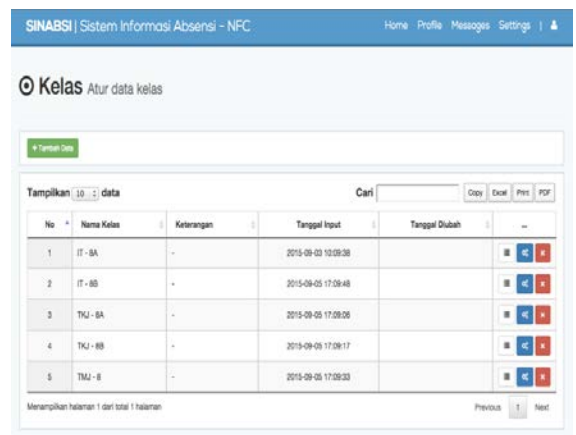 SINABSI | Sistem Informasi Absensi - NFC Home Profile Messages Settings |
Kelas Atur data kelas
+ Tambah Data
Tampilkan 10 data Cari Copy Excel Print PDF
No Nama Kelas Keterangan Tanggal Input Tanggal Diubah ...
1 IT - 8A - 2015-09-03 10:09:38
2 IT - 8B - 2015-09-05 17:09:48
3 TKJ - 8A - 2015-09-05 17:09:06
4 TKJ - 8B - 2015-09-05 17:09:17
5 TMJ - 8 - 2015-09-05 17:09:33
Menampilkan halaman 1 dari total 1 halaman Previous 1 Next